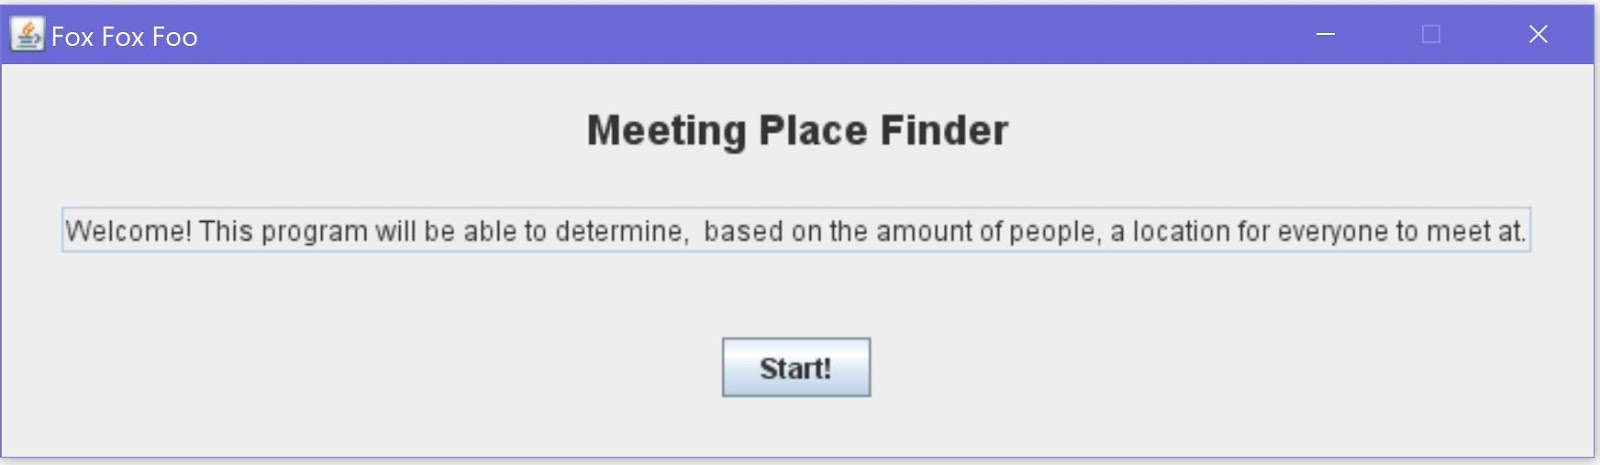 Fox Fox Foo
Meeting Place Finder
Welcome! This program will be able to determine,  based on the amount of people, a location for everyone to meet at.
Start!